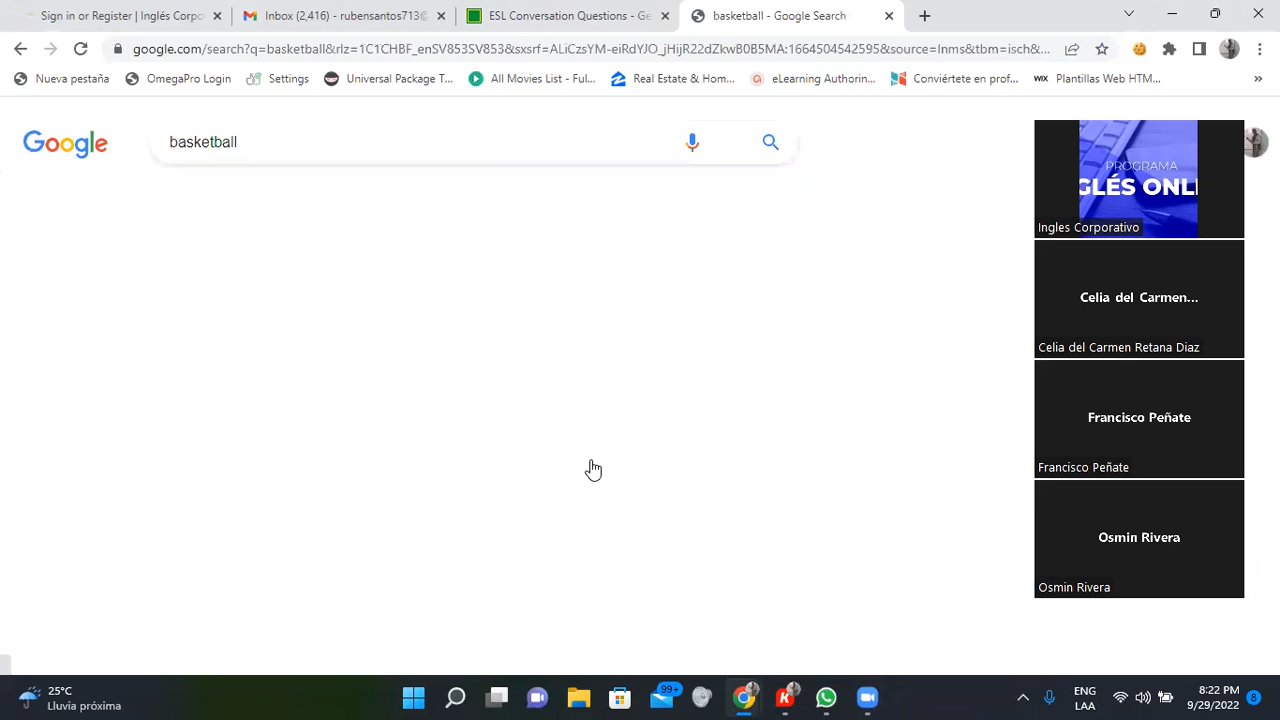 Sign in or Register | Inglés Corp
Inbox (2,416) - rubensantos713@
ESL Conversation Questions - Ge
basketball - Google Search
google.com/search?q=basketball&rlz=1C1CHBF_enSV853SV853&sxsrf=ALiCzsYM-eiRdYJO_jHijR22dZkwB0B5MA:1664504542595&source=lnms&tbm=isch&...
Nueva pestaña
OmegaPro Login
Settings
Universal Package T...
All Movies List - Ful...
Real Estate & Hom...
eLearning Authorin...
Conviértete en prof...
WIX Plantillas Web HTM...
»
Google
basketball
PROGRAMA
GLÉS ONLI
Ingles Corporativo
Celia del Carmen...
Celia del Carmen Retana Diaz
Francisco Peñate
Francisco Peñate
Osmin Rivera
Osmin Rivera
25°C
Lluvia próxima
99+
K
ENG
LAA
8:22 PM
9/29/2022
8